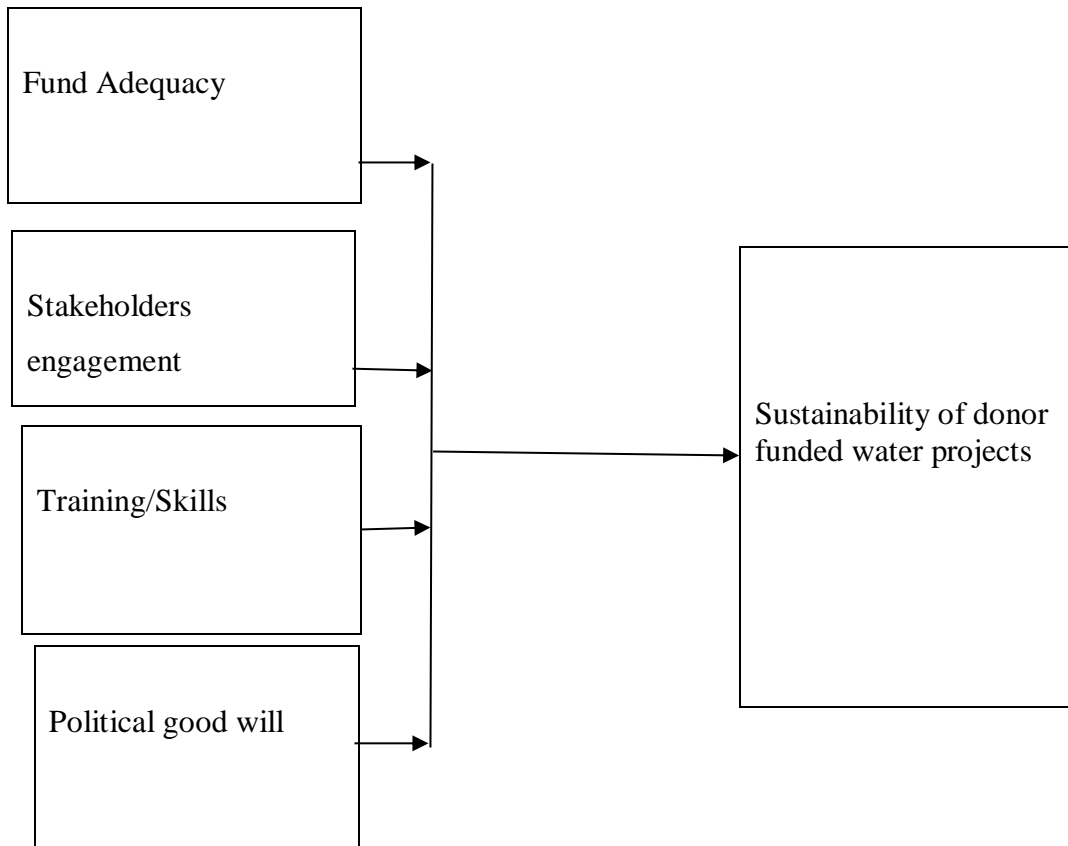 Fund Adequacy
Stakeholders
engagement
Training/Skills
Political good will
Sustainability of donor
funded water projects